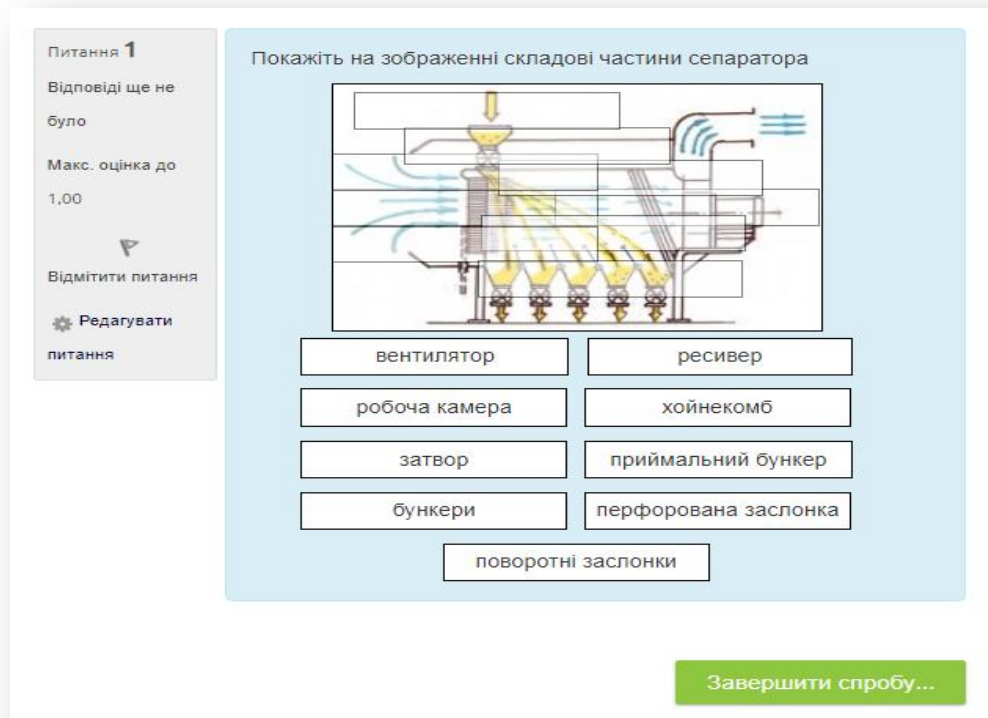 Питання 1
Відповіді ще не
було
Макс. оцінка до
1,00
Відмітити питання
Редагувати
питання
Покажіть на зображенні складові частини сепаратора
вентилятор
ресивер
робоча камера
хойнекомб
затвор
приймальний бункер
бункери
перфорована заслонка
поворотні заслонки
Завершити спробу...